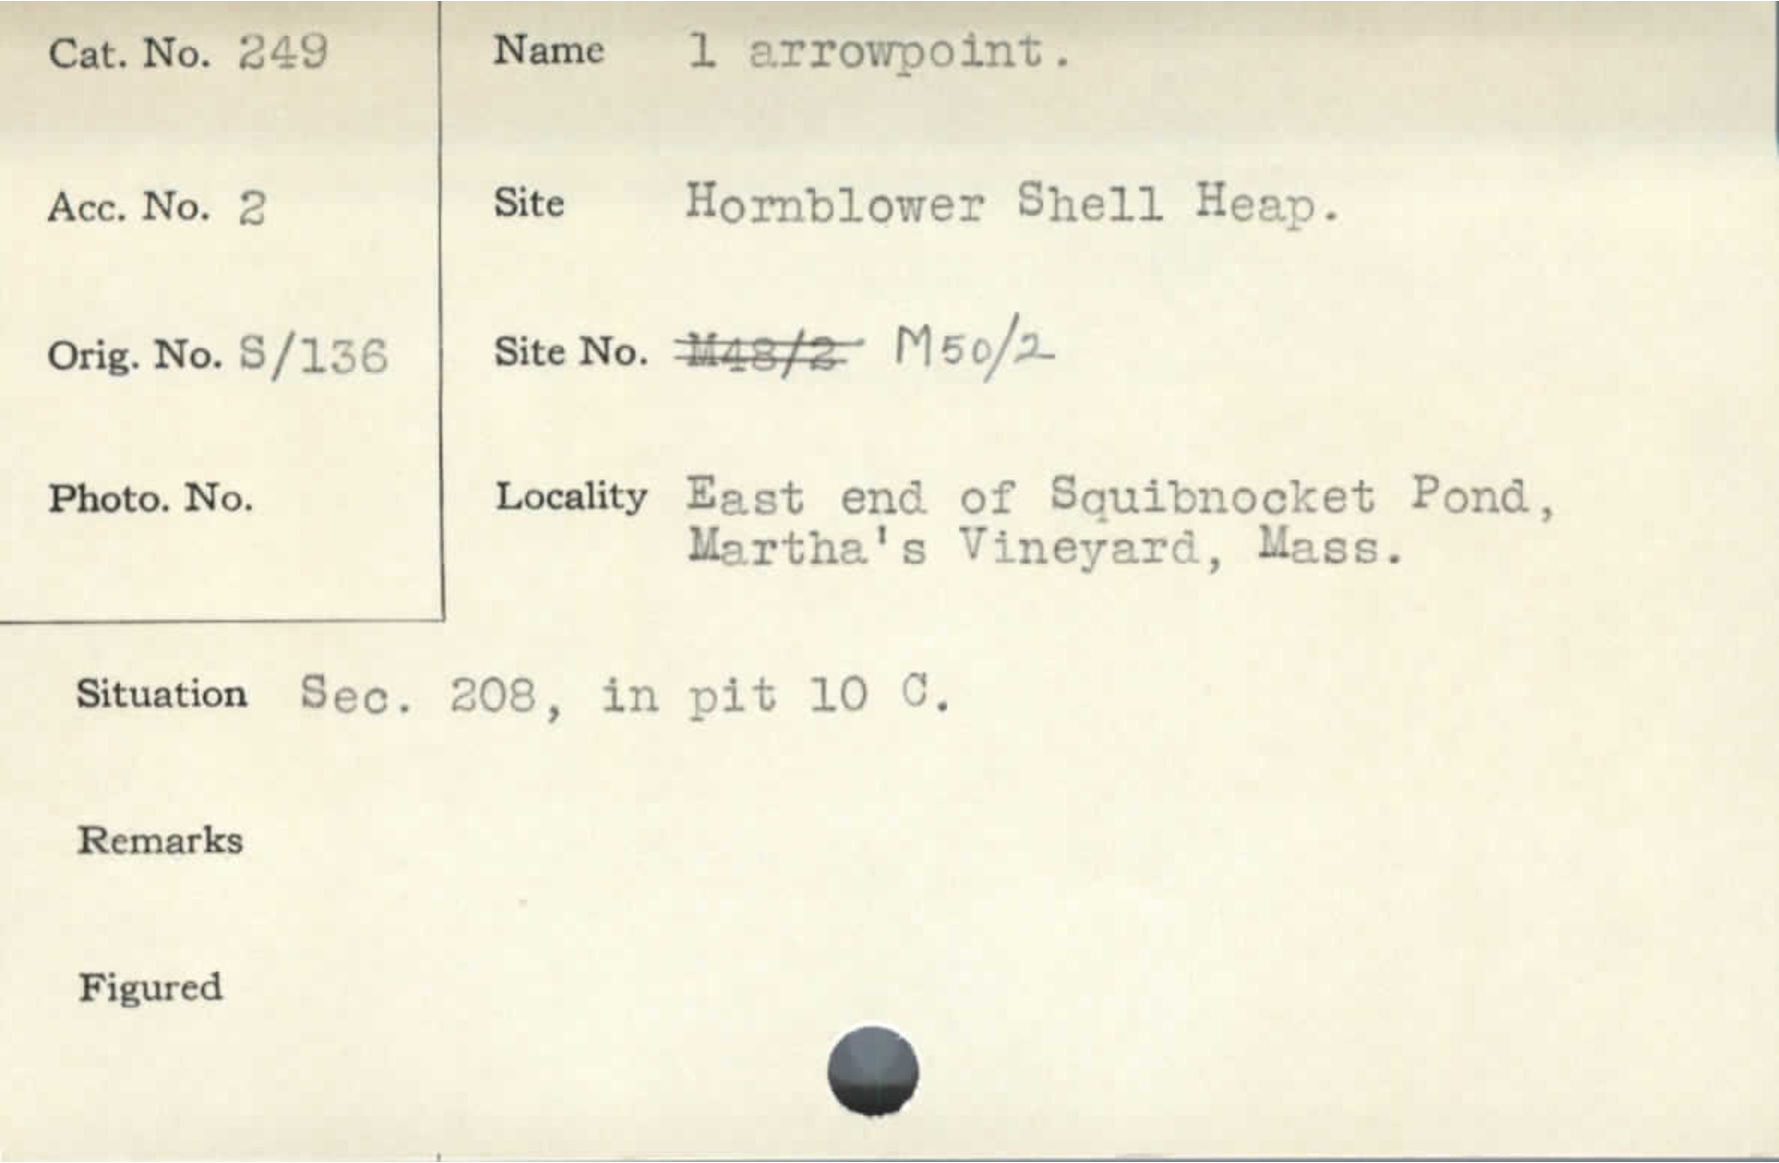 Cat. No. 249
Name 1 arrowpoint.
Acc. No. 2
Site Hornblower Shell Heap.
Orig. No. S/136
Site No. M48/2 M50/2
Photo. No.
Locality East end of Squibnocket Pond,
Martha's Vineyard, Mass.
Situation Sec. 208, in pit 10 C.
Remarks
Figured